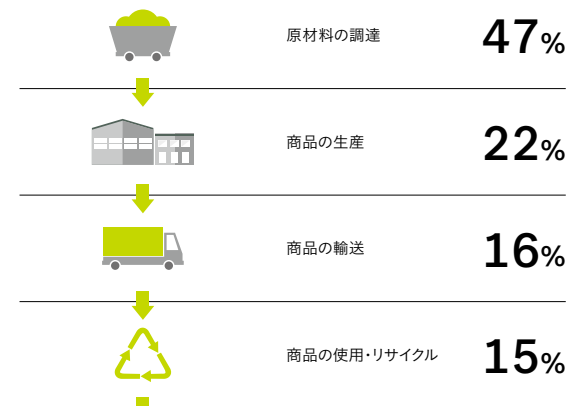 原材料の調達 47%
商品の生産 22%
商品の輸送 16%
商品の使用・リサイクル 15%